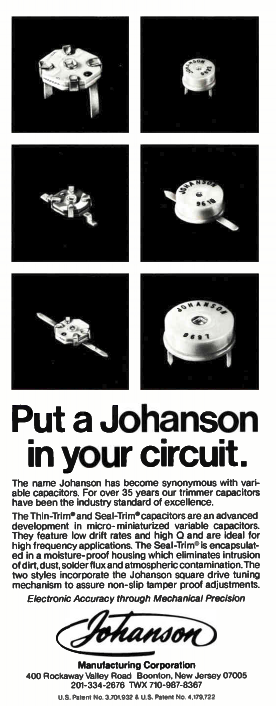 JOHANSON
JOHANSON
9610
JOHANSON
9697
Put a Johanson
in your circuit.
The name Johanson has become synonymous with vari-
able capacitors. For over 35 years our trimmer capacitors
have been the industry standard of excellence.
The Thin-Trim® and Seal-Trim® capacitors are an advanced
development in micro-miniaturized variable capacitors.
They feature low drift rates and high Q and are ideal for
high frequency applications. The Seal-Trim® is encapsulat-
ed in a moisture-proof housing which eliminates intrusion
of dirt, dust, solder flux and atmospheric contamination. The
two styles incorporate the Johanson square drive tuning
mechanism to assure non-slip tamper proof adjustments.
Electronic Accuracy through Mechanical Precision
Johanson
Manufacturing Corporation
400 Rockaway Valley Road Boonton, New Jersey 07005
201-334-2676 TWX 710-987-8367
U.S. Patent No. 3,701,932 & U.S. Patent No. 4,179,722